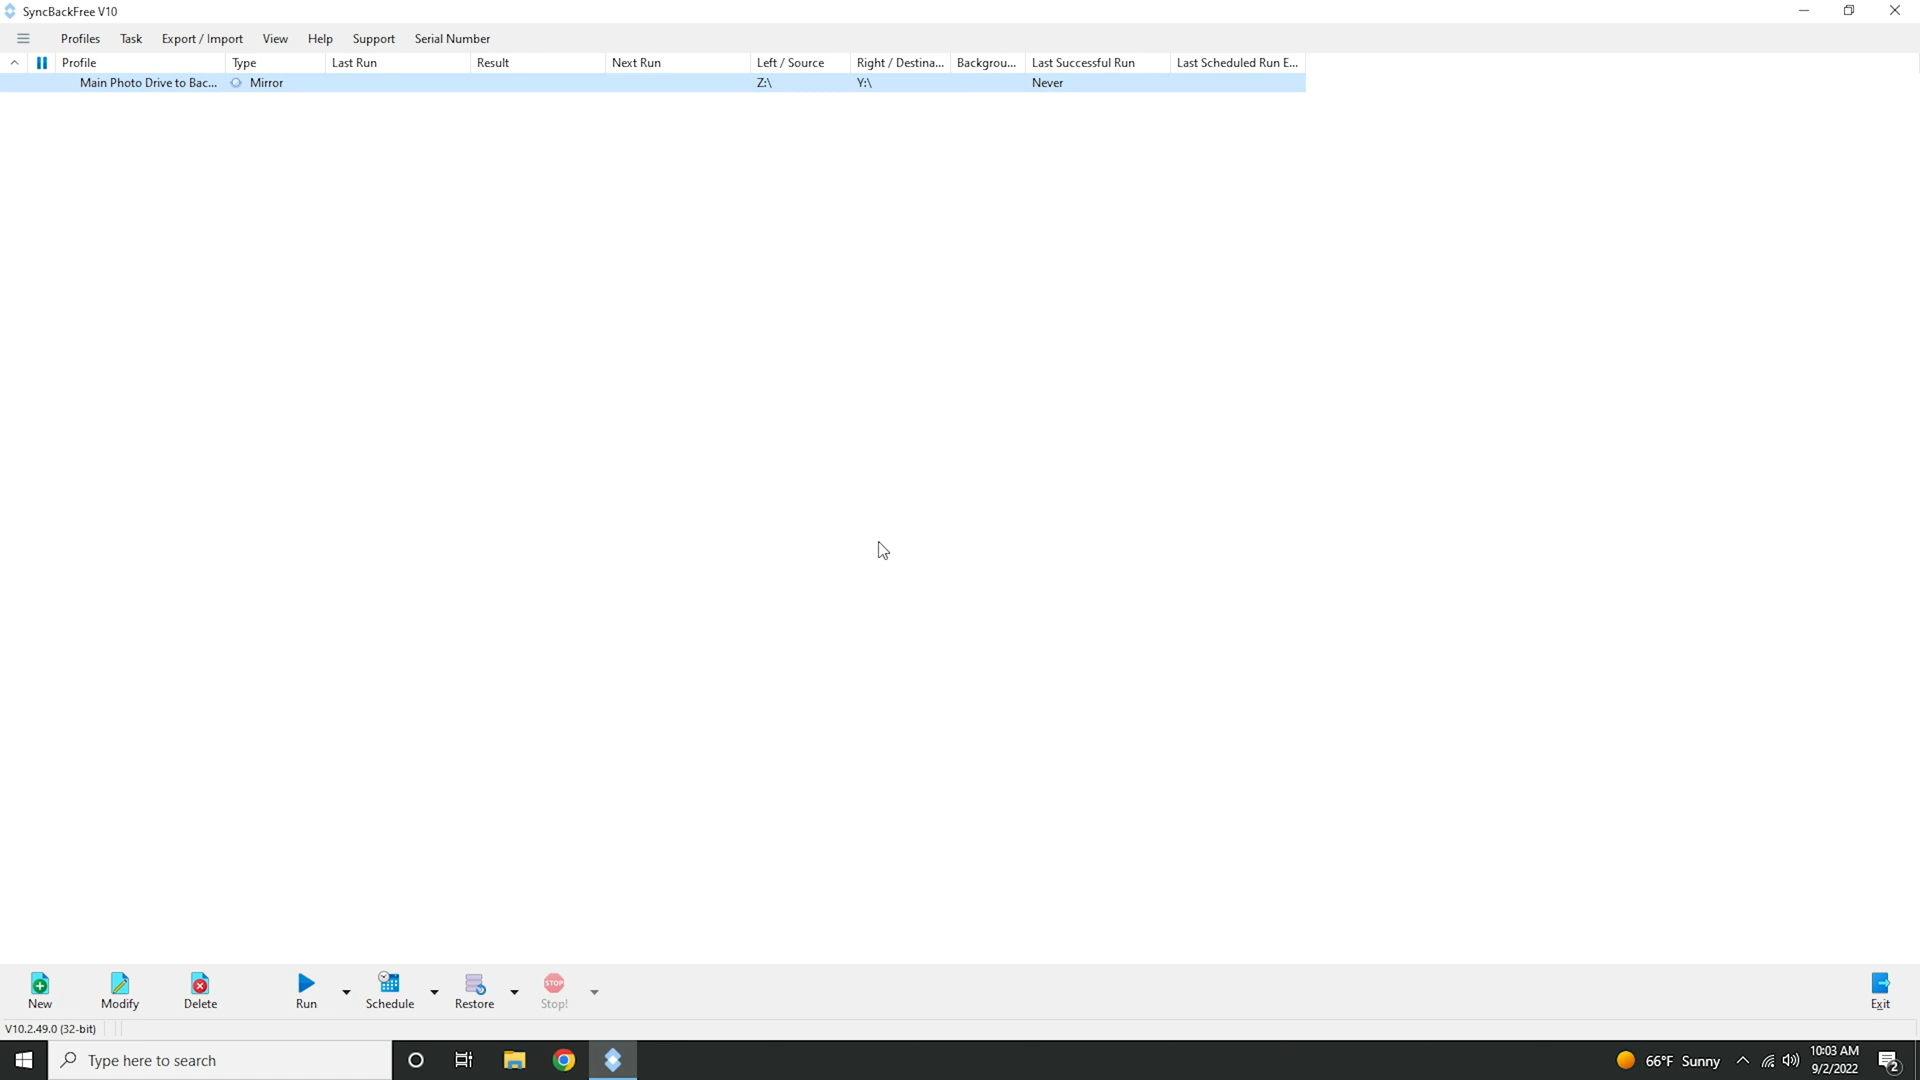 SyncBackFree V10
Profiles Task Export / Import View Help Support Serial Number
Profile Type Last Run Result Next Run Left / Source Right / Destina... Backgrou... Last Successful Run Last Scheduled Run E...
Main Photo Drive to Bac... Mirror Z:\ Y:\ Never
New Modify Delete Run Schedule Restore STOP Stop! Exit
V10.2.49.0 (32-bit)
Type here to search 66°F Sunny 10:03 AM
9/2/2022 2